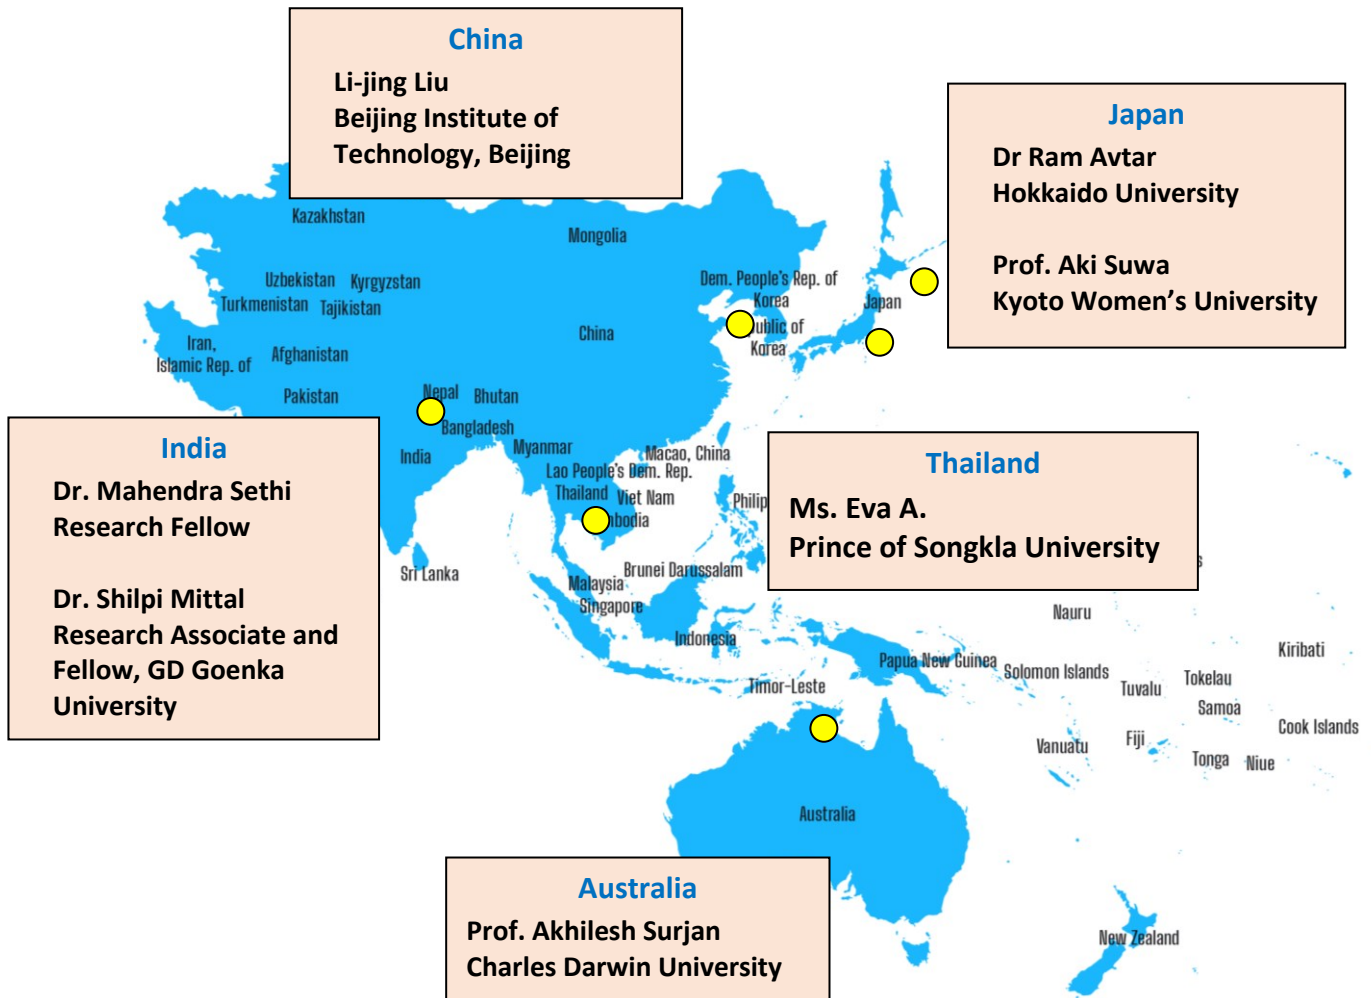 China
Li-jing Liu
Beijing Institute of
Technology, Beijing
Japan
Dr Ram Avtar
Hokkaido University
Prof. Aki Suwa
Kyoto Women's University
Kazakhstan
Mongolia
Uzbekistan
Kyrgyzstan
Turkmenistan
Tajikistan
Dem. People's Rep. of
Korea
Japan
China
public of
Korea
Iran,
Islamic Rep. of
Afghanistan
Pakistan
Nepal
Bhutan
Bangladesh
India
Myanmar
Macao, China
Lao People's Dem. Rep.
Thailand
Viet Nam
bodia
Philip
India
Dr. Mahendra Sethi
Research Fellow
Dr. Shilpi Mittal
Research Associate and
Fellow, GD Goenka
University
Thailand
Ms. Eva A.
Prince of Songkla University
Sri Lanka
Brunei Darussalam
Malaysia
Singapore
Indonesia
Nauru
Kiribati
Papua New Guinea
Solomon Islands
Timor-Leste
Tuvalu
Tokelau
Samoa
Cook Islands
Vanuatu
Fiji
Tonga
Niue
Australia
Australia
Prof. Akhilesh Surjan
Charles Darwin University
New Zealand